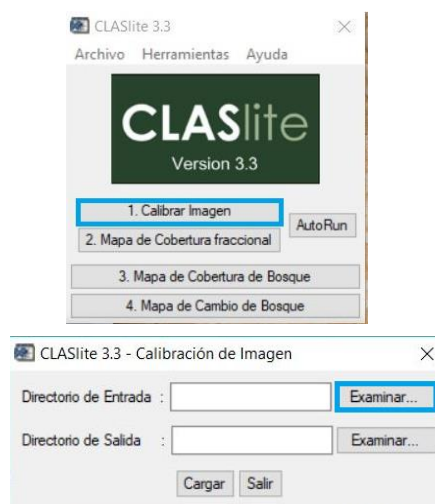 CLASlite 3.3
Archivo Herramientas Ayuda
CLASlite
Version 3.3
1. Calibrar Imagen
AutoRun
2. Mapa de Cobertura fraccional
3. Mapa de Cobertura de Bosque
4. Mapa de Cambio de Bosque
CLASlite 3.3 - Calibración de Imagen
Directorio de Entrada : Examinar...
Directorio de Salida : Examinar...
Cargar Salir